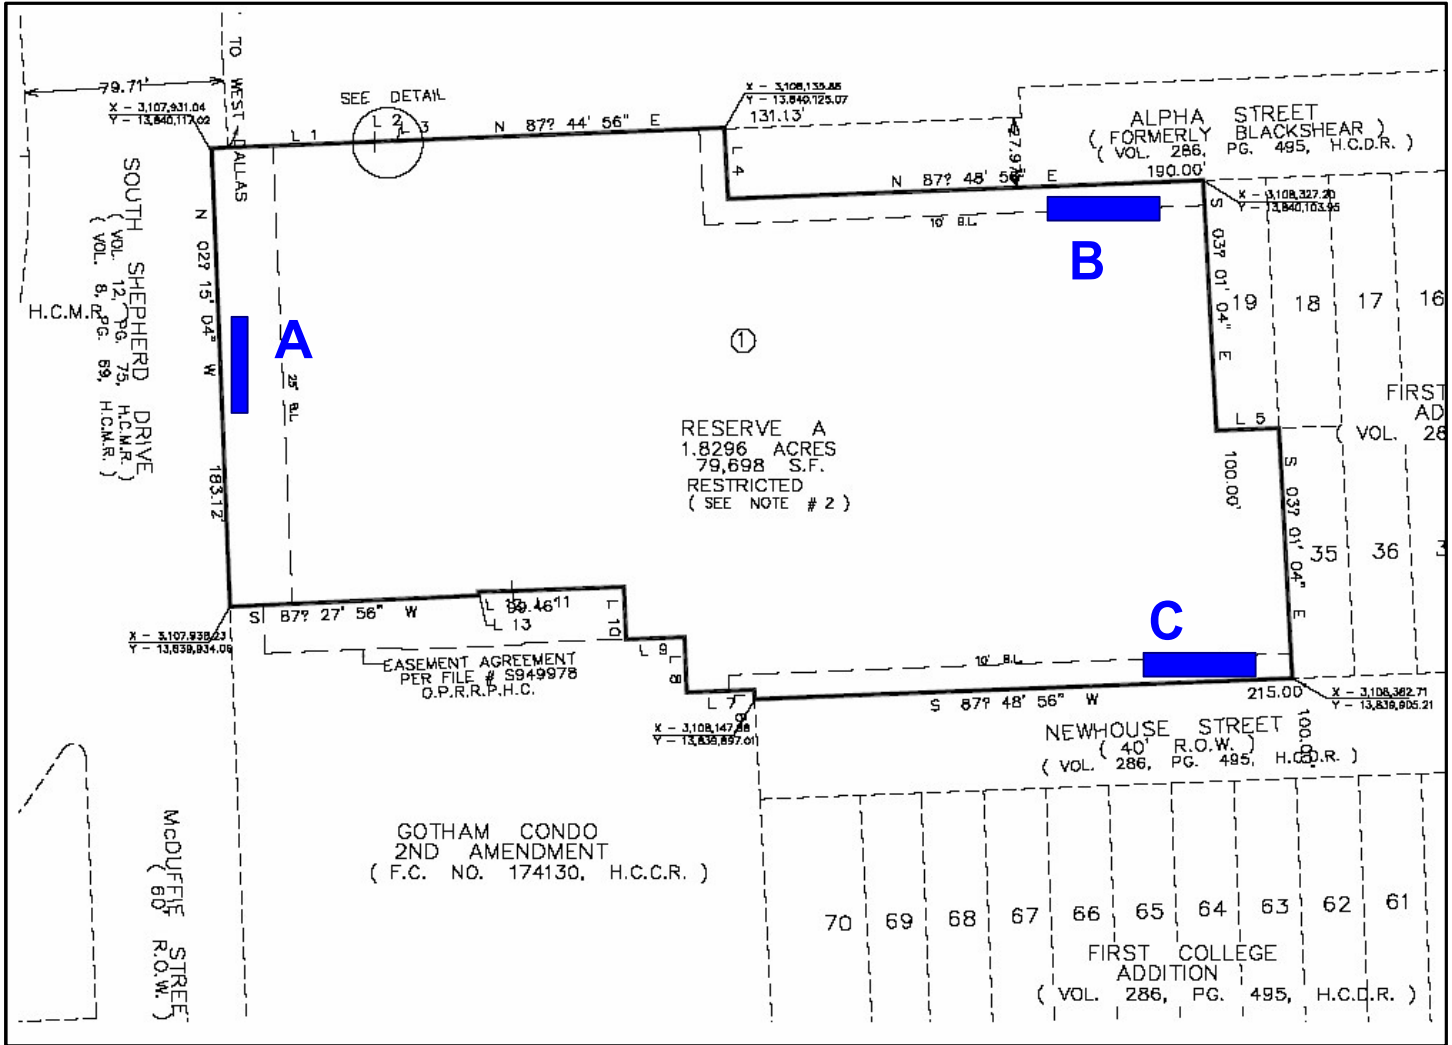 79.71'
TO WEST DALLAS
X - 3,107,931.04
Y - 13,840,117.02
SEE DETAIL
L 1
L 2
L 3
N 87? 44' 56" E
X - 3,108,135.85
Y - 13,840,125.07
131.13'
L 4
27.97'
ALPHA STREET
( FORMERLY BLACKSHEAR )
( VOL. 286, PG. 495, H.C.D.R. )
N 87? 48' 56" E
190.00'
X - 3,108,327.20
Y - 13,840,103.95
10' B.L.
B
SOUTH SHEPHERD DRIVE
( VOL. 12, PG. 75, H.C.M.R. )
( VOL. 8, PG. 69, H.C.M.R. )
H.C.M.R.
N 02? 15' 04" W
183.12'
A
25' B.L.
1
S 03? 01' 04" E
19
18
17
16
RESERVE A
1.8296 ACRES
79,698 S.F.
RESTRICTED
( SEE NOTE # 2 )
L 5
100.00'
FIRST
AD
( VOL. 28
S 03? 01' 04" E
35
36
3
S 87? 27' 56" W
L 11
L 13
L 10
L 9
L 8
L 7
X - 3,107,938.23
Y - 13,839,934.06
EASEMENT AGREEMENT
PER FILE # S949978
O.P.R.R.P.H.C.
C
10' B.L.
S 87? 48' 56" W
215.00
X - 3,108,362.71
Y - 13,839,905.21
X - 3,108,147.88
Y - 13,839,897.01
100.00'
NEWHOUSE STREET
( 40' R.O.W. )
( VOL. 286, PG. 495, H.C.D.R. )
McDUFFIE STREE
( 60' R.O.W. )
GOTHAM CONDO
2ND AMENDMENT
( F.C. NO. 174130, H.C.C.R. )
70
69
68
67
66
65
64
63
62
61
FIRST COLLEGE
ADDITION
( VOL. 286, PG. 495, H.C.D.R. )